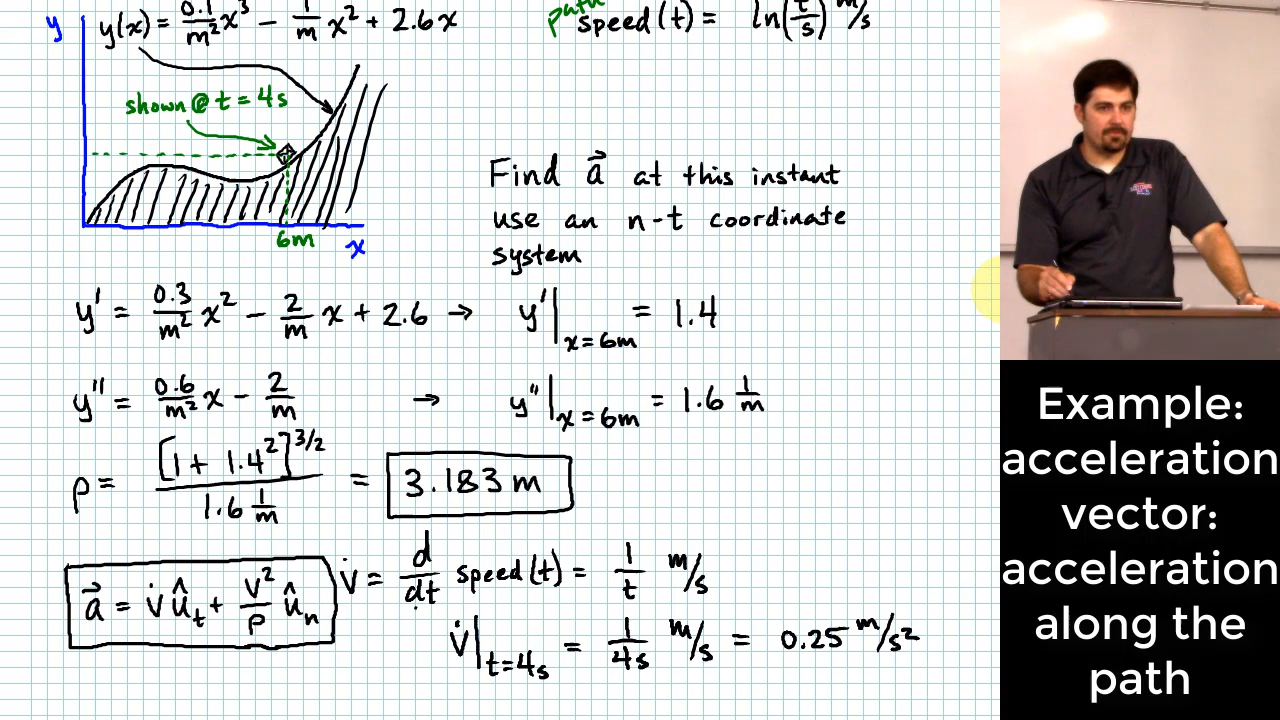 y y(x) = 0.1/m² x³ − 1/m x² + 2.6 x
path speed (t) = ln(t/s) m/s
shown @ t = 4s
6m
x
Find a⃗ at this instant
use an n-t coordinate
system
y' = 0.3/m² x² − 2/m x + 2.6 → y'|x=6m = 1.4
y'' = 0.6/m² x − 2/m → y''|x=6m = 1.6 1/m
ρ = [1 + 1.4²]^3/2 / 1.6 1/m = 3.183 m
a⃗ = v̇ û_t + v²/ρ û_n
v̇ = d/dt speed (t) = 1/t m/s
v̇|t=4s = 1/4s m/s = 0.25 m/s²
Example:
acceleration
vector:
acceleration
along the
path